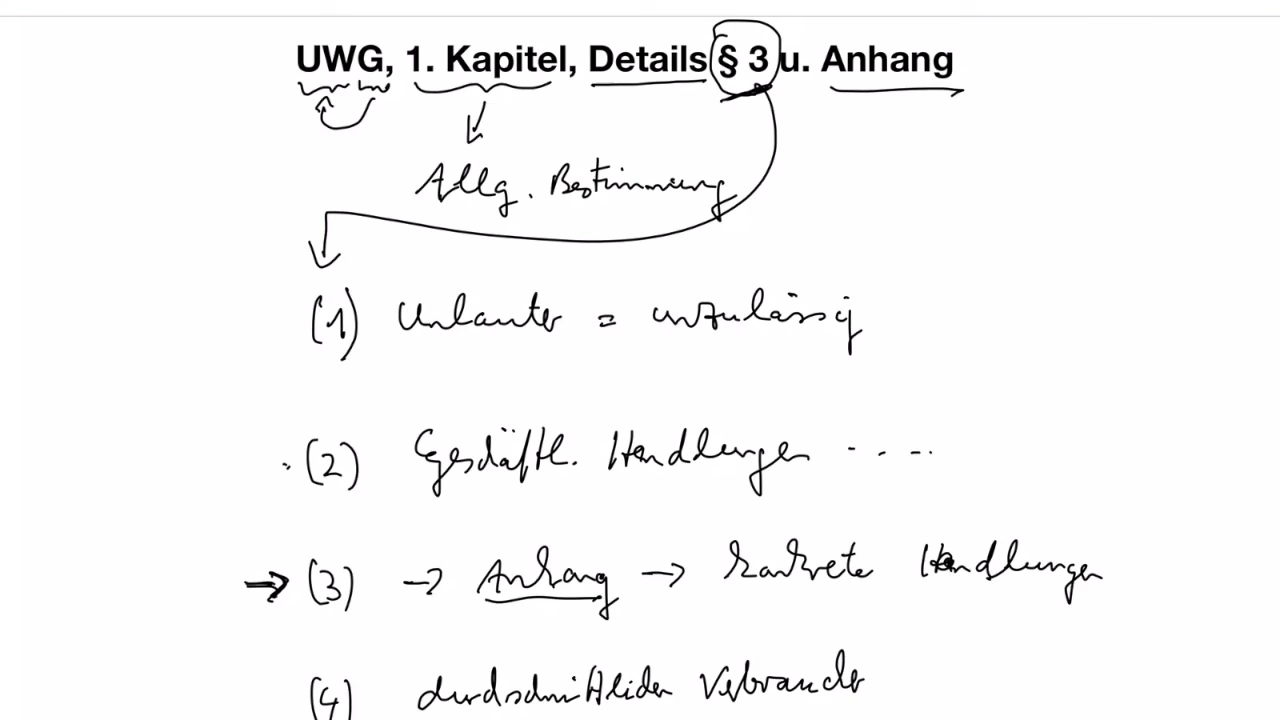 UWG, 1. Kapitel, Details § 3 u. Anhang
Allg. Bestimmung
(1) Unlauter = unzulässig
(2) Geschäftl. Handlungen .....
→ (3) → Anhang → konkrete Handlungen
(4) durchschnittlicher Verbraucher